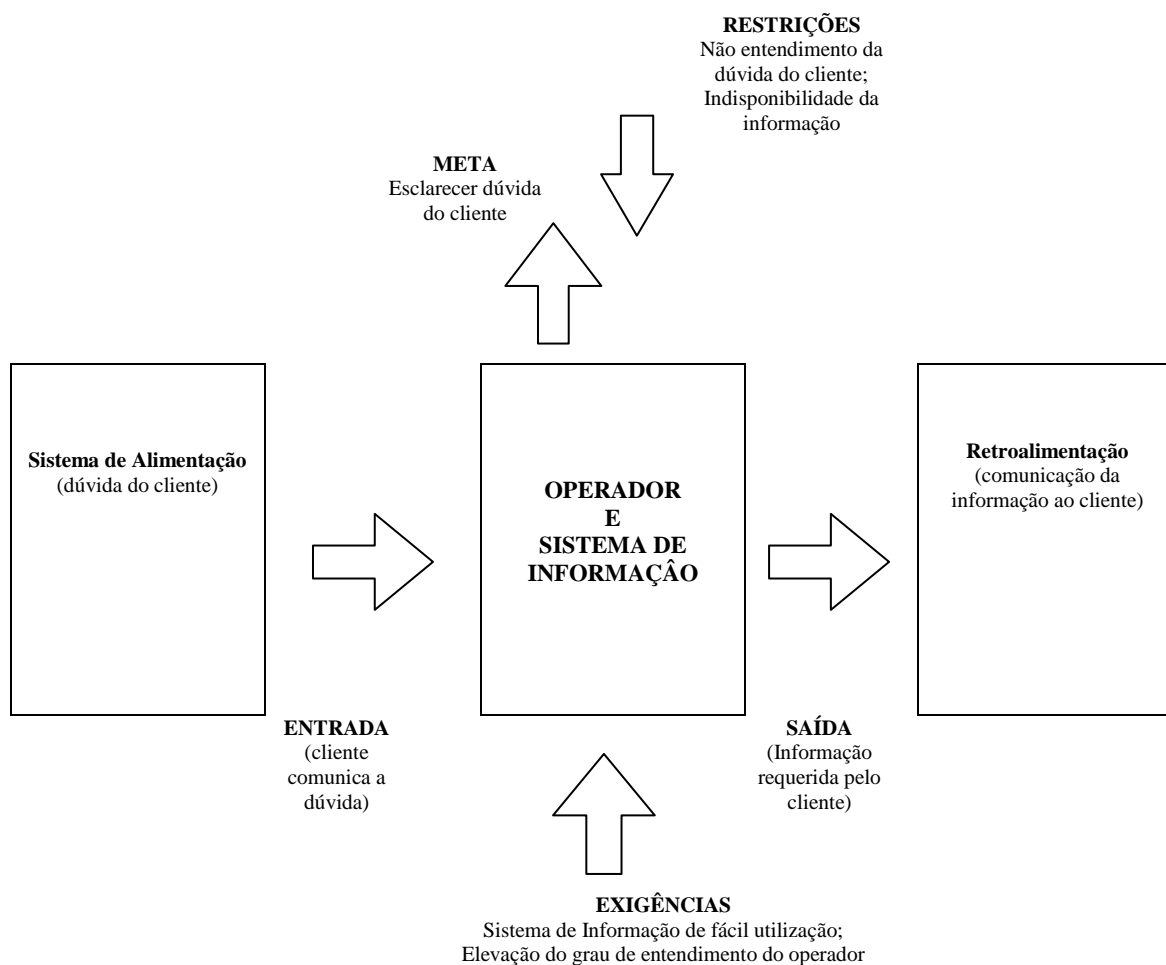 RESTRIÇÕES
Não entendimento da
dúvida do cliente;
Indisponibilidade da
informação
META
Esclarecer dúvida
do cliente
Sistema de Alimentação
(dúvida do cliente)
OPERADOR
E
SISTEMA DE
INFORMAÇÂO
Retroalimentação
(comunicação da
informação ao cliente)
ENTRADA
(cliente
comunica a
dúvida)
SAÍDA
(Informação
requerida pelo
cliente)
EXIGÊNCIAS
Sistema de Informação de fácil utilização;
Elevação do grau de entendimento do operador